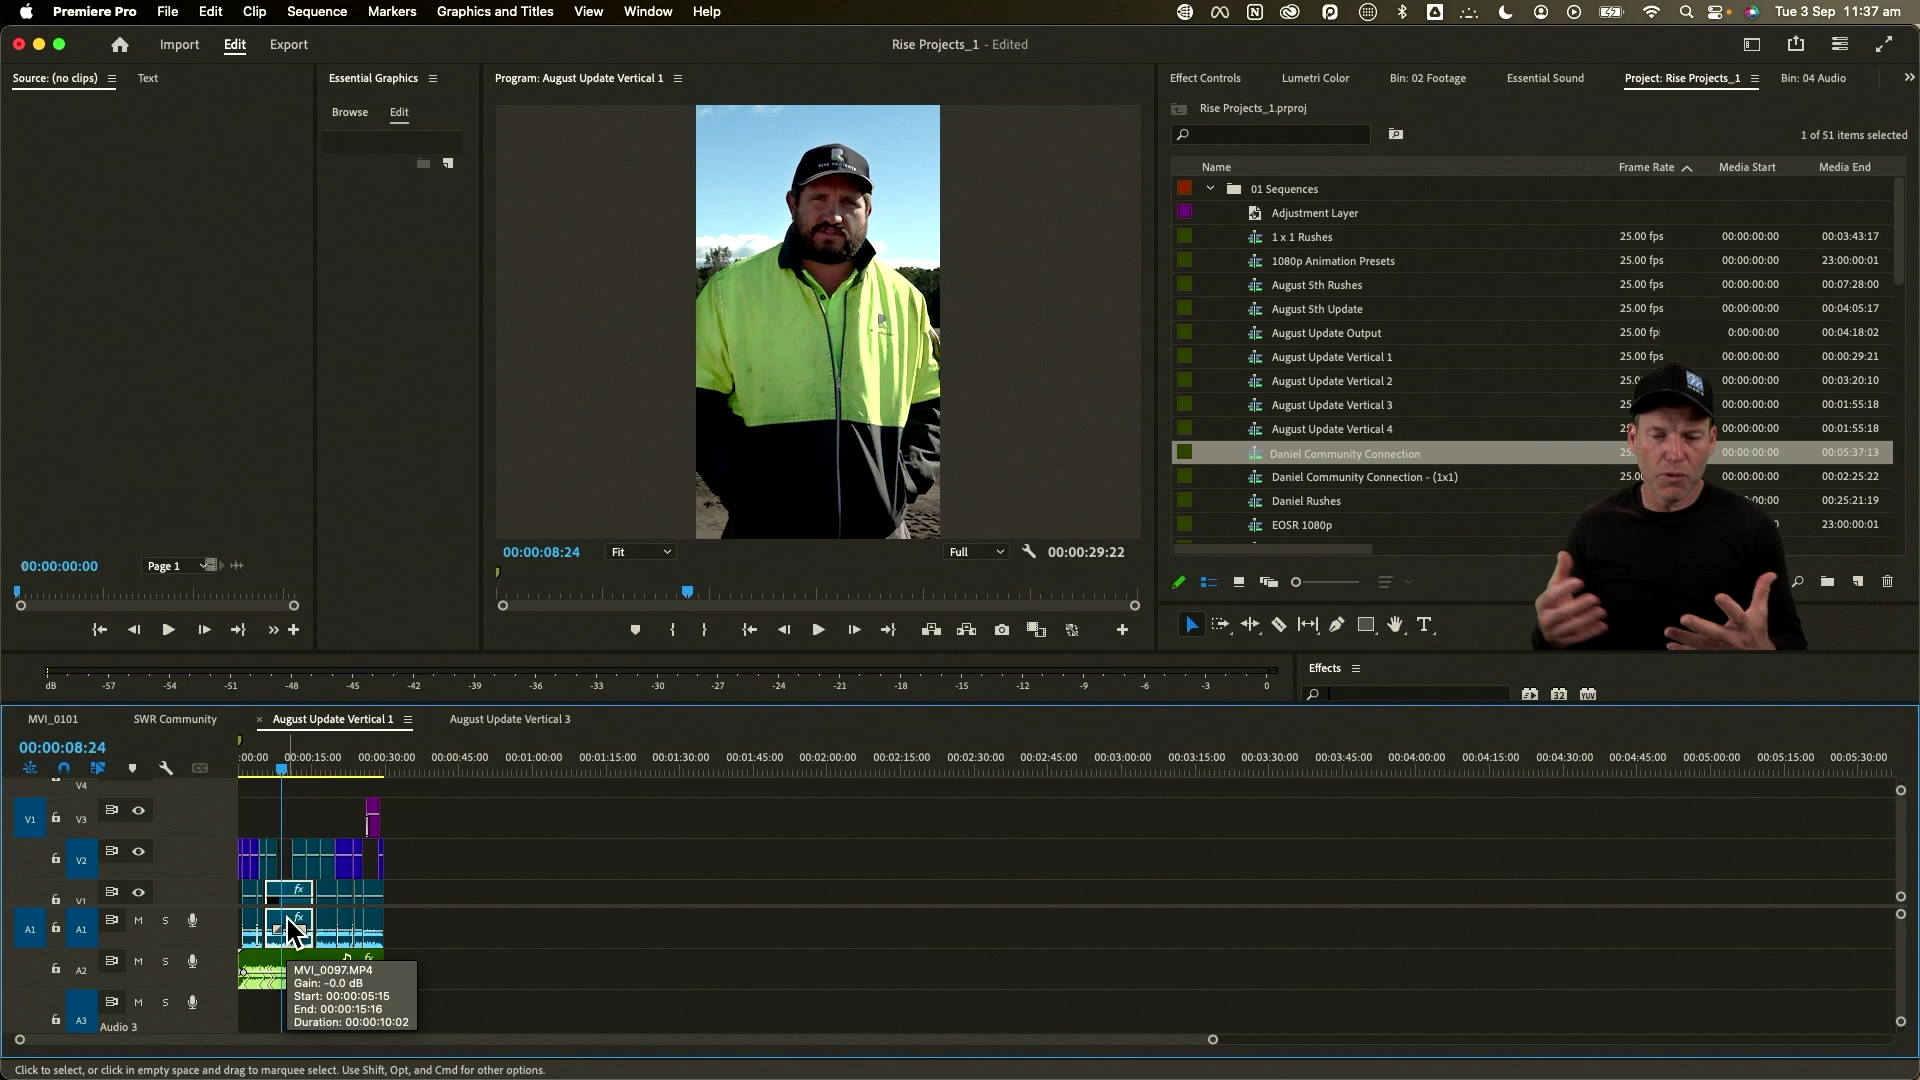 Premiere Pro File Edit Clip Sequence Markers Graphics and Titles View Window Help Tue 3 Sep 11:37 am
Import Edit Export Rise Projects_1 - Edited
Source: (no clips) Text Essential Graphics Program: August Update Vertical 1 Effect Controls Lumetri Color Bin: 02 Footage Essential Sound Project: Rise Projects_1 Bin: 04 Audio
Browse Edit
Rise Projects_1.prproj
1 of 51 items selected
Name Frame Rate Media Start Media End
01 Sequences
Adjustment Layer
1 x 1 Rushes 25.00 fps 00:00:00:00 00:03:43:17
1080p Animation Presets 25.00 fps 00:00:00:00 23:00:00:01
August 5th Rushes 25.00 fps 00:00:00:00 00:07:28:00
August 5th Update 25.00 fps 00:00:00:00 00:04:05:17
August Update Output 25.00 fp 0:00:00:00 00:04:18:02
August Update Vertical 1 25.00 fps 00:00:00:00 00:00:29:21
August Update Vertical 2 25.0 00:00:00:00 00:03:20:10
August Update Vertical 3 25 00:00:00:00 00:01:55:18
August Update Vertical 4 25 00:00:00:00 00:01:55:18
Daniel Community Connection 25. 00:00:00:00 00:05:37:13
Daniel Community Connection - (1x1) 25.0 00:00:00:00 00:02:25:22
Daniel Rushes 25.00 :00:00 00:25:21:19
EOSR 1080p 25.00 00 23:00:00:01
00:00:00:00 Page 1 00:00:08:24 Fit Full 00:00:29:22
dB -57 -54 -51 -48 -45 -42 -39 -36 -33 -30 -27 -24 -21 -18 -15 -12 -9 -6 -3 0
Effects
MVI_0101 SWR Community × August Update Vertical 1 August Update Vertical 3
00:00:08:24
:00:00 00:00:15:00 00:00:30:00 00:00:45:00 00:01:00:00 00:01:15:00 00:01:30:00 00:01:45:00 00:02:00:00 00:02:15:00 00:02:30:00 00:02:45:00 00:03:00:00 00:03:15:00 00:03:30:00 00:03:45:00 00:04:00:00 00:04:15:00 00:04:30:00 00:04:45:00 00:05:00:00 00:05:15:00 00:05:30:00
V4
V1 V3
V2
V1 fx
A1 A1 M S fx
A2 M S fx
A3 M S
Audio 3
MVI_0097.MP4
Gain: -0.0 dB
Start: 00:00:05:15
End: 00:00:15:16
Duration: 00:00:10:02
Click to select, or click in empty space and drag to marquee select. Use Shift, Opt, and Cmd for other options.